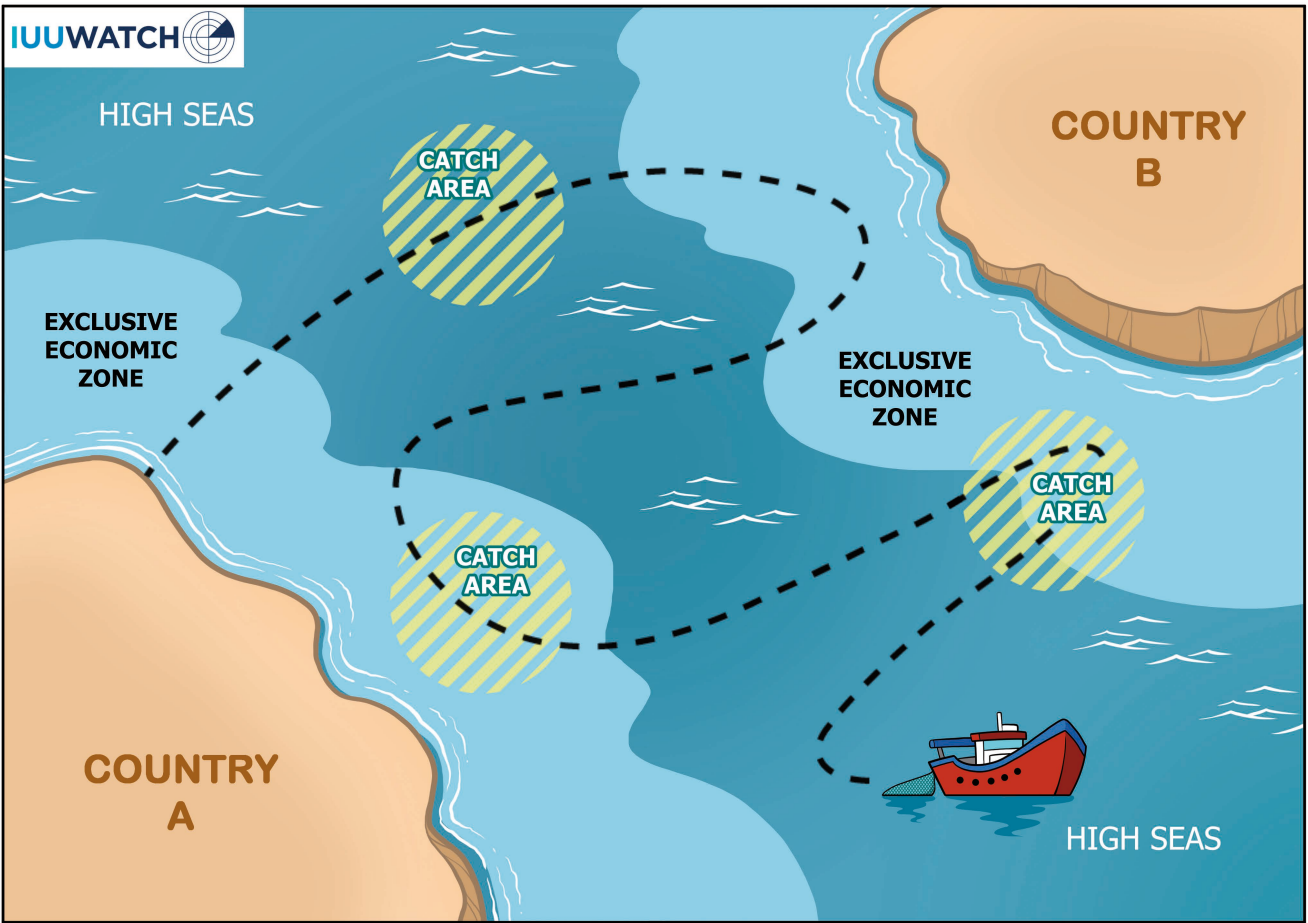 IUUWATCH
HIGH SEAS
CATCH
AREA
COUNTRY
B
EXCLUSIVE
ECONOMIC
ZONE
EXCLUSIVE
ECONOMIC
ZONE
CATCH
AREA
CATCH
AREA
COUNTRY
A
HIGH SEAS